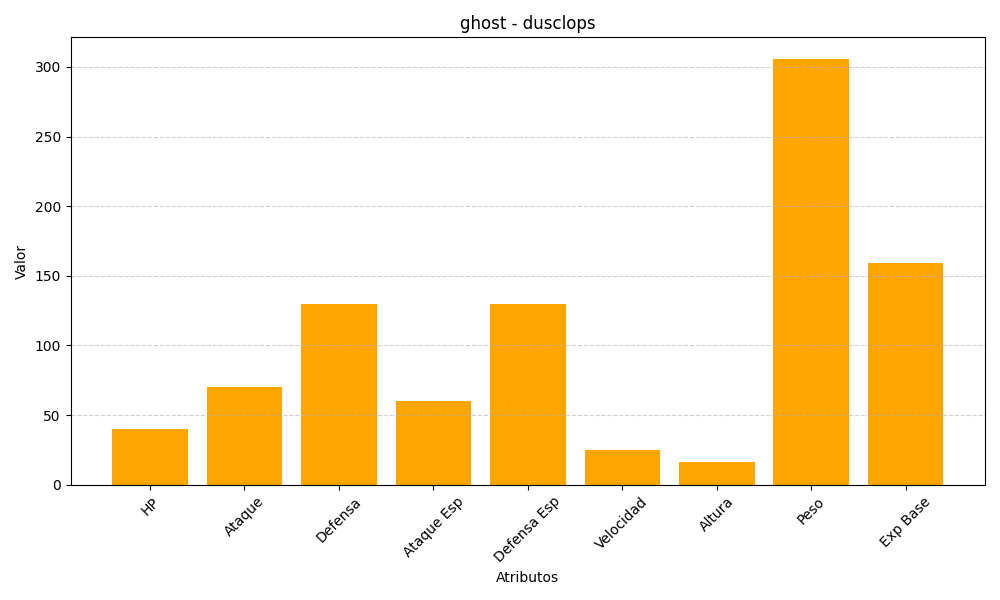 ghost - dusclops
Valor
300
250
200
150
100
50
0
HP
Ataque
Defensa
Ataque Esp
Defensa Esp
Velocidad
Altura
Peso
Exp Base
Atributos